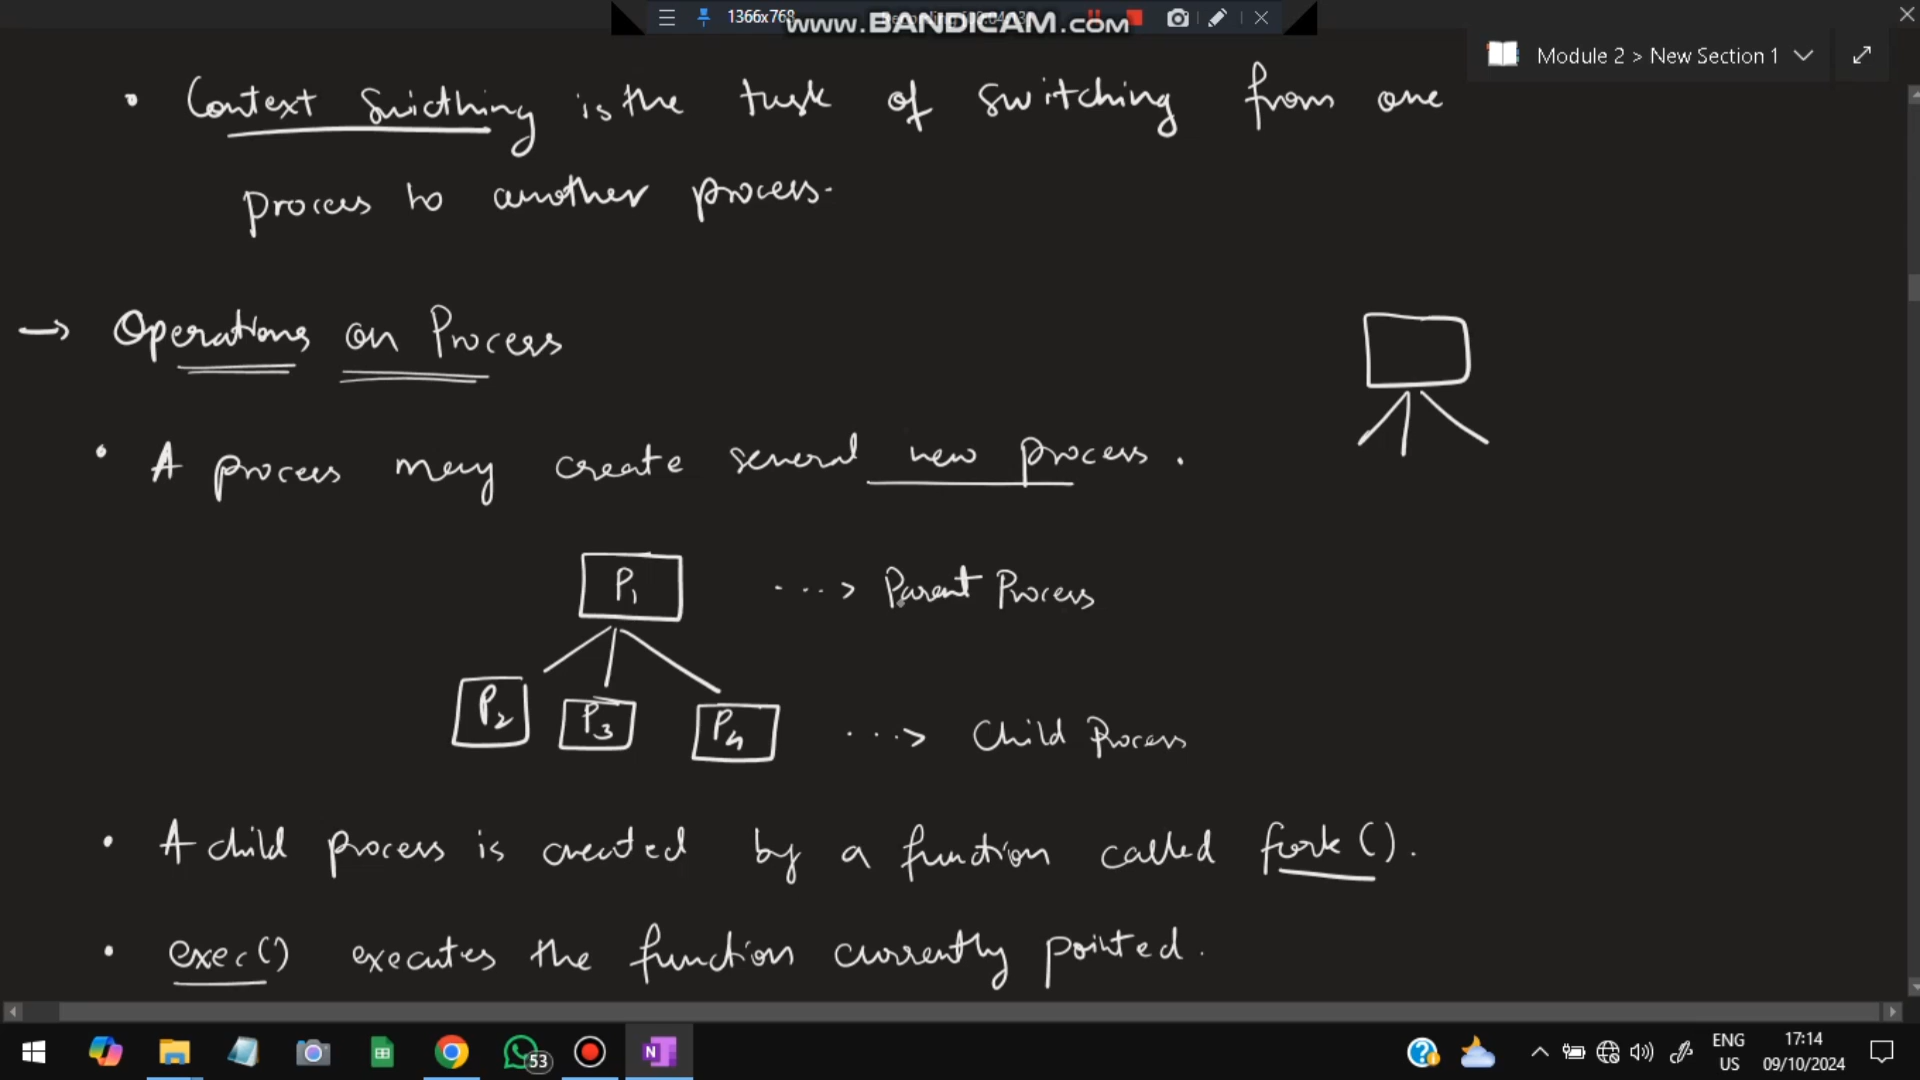 1366x768
www.BANDICAM.com
Module 2 > New Section 1
• Context Swicthing is the task of switching from one
process to another process.
→ Operations on Process
• A process may create several new process.
P1 ...> Parent Process
P2 P3 P4 ...> Child Process
• A child process is created by a function called fork().
• exec() executes the function currently pointed.
53
N
ENG
US
17:14
09/10/2024